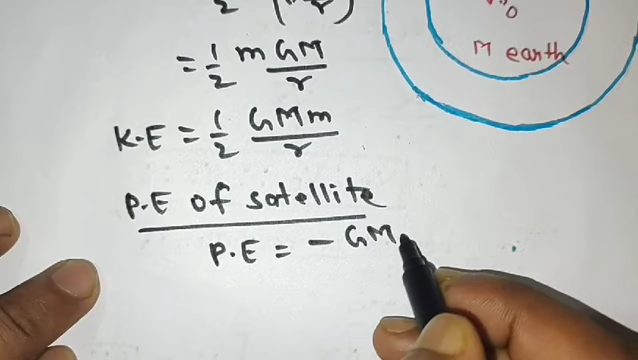 = 1/2 m GM/r
K.E = 1/2 GMm/r
P.E of satellite
P.E = - GM
M earth